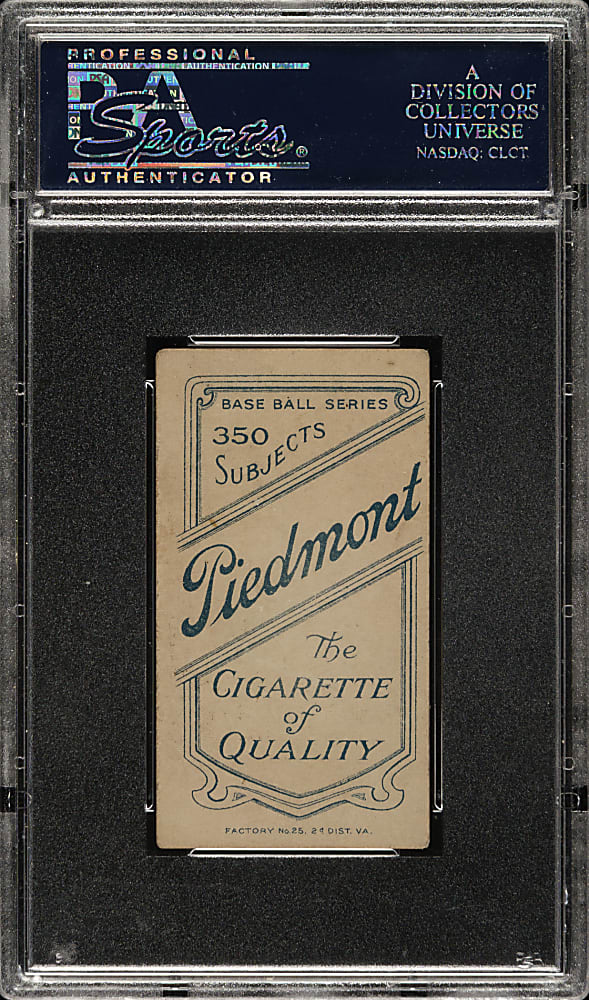 PROFESSIONAL
PSA
Sports®
AUTHENTICATOR
A
DIVISION OF
COLLECTORS
UNIVERSE
NASDAQ: CLCT
BASE BALL SERIES
350
SUBJECTS
Piedmont
The
CIGARETTE
of
QUALITY
FACTORY No. 25. 2d DIST. VA.
PSA